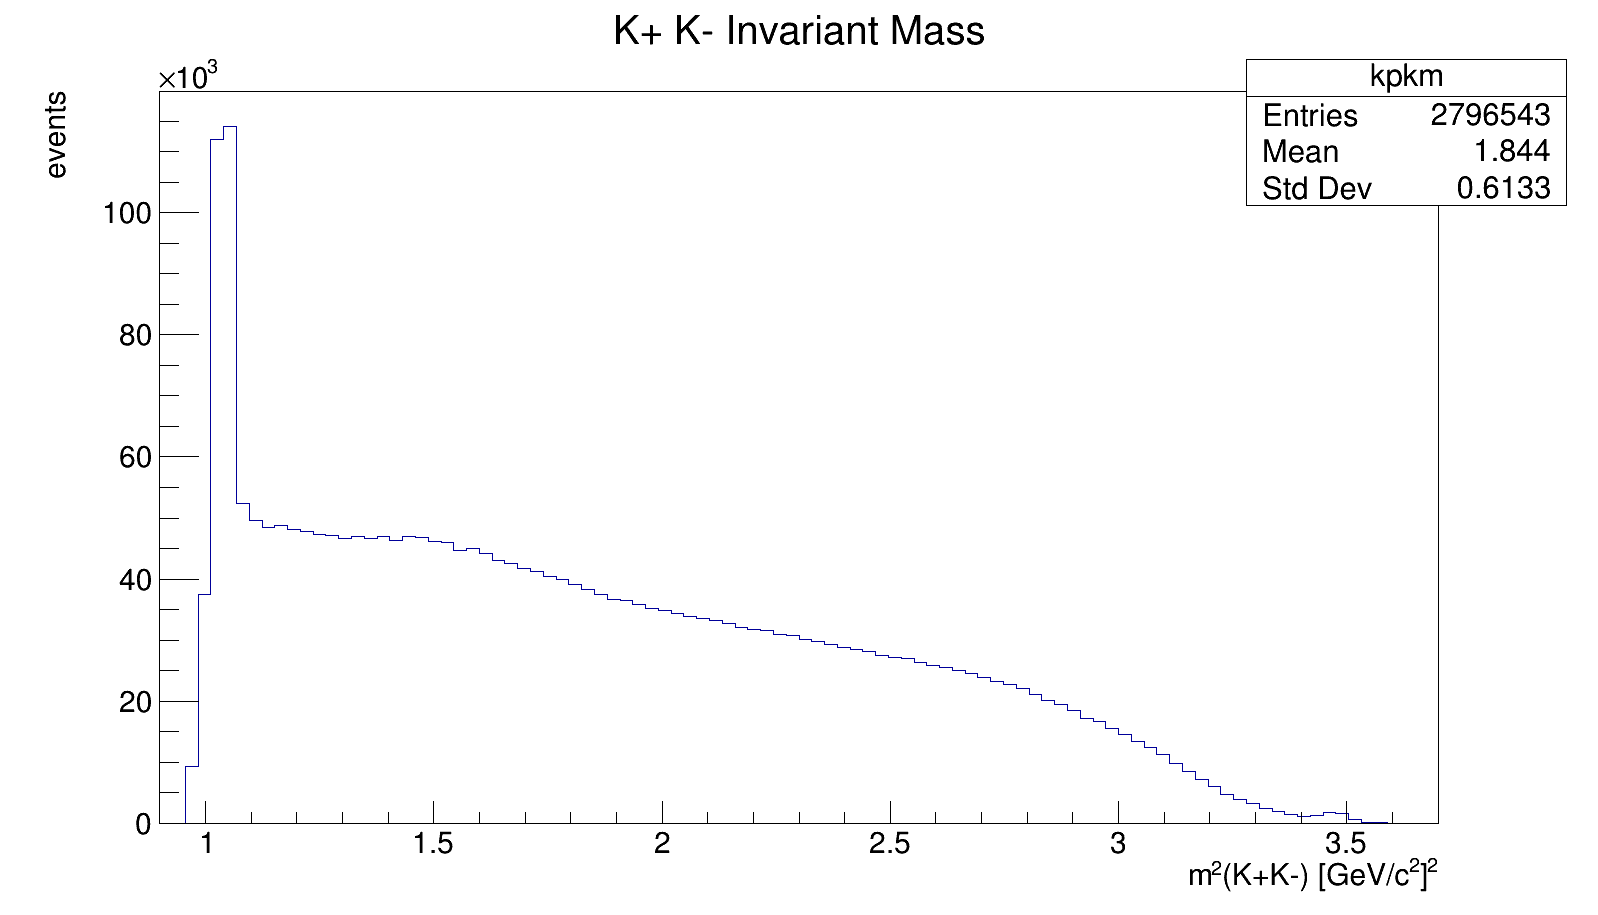 K+ K- Invariant Mass
×10³
events
kpkm
Entries 2796543
Mean 1.844
Std Dev 0.6133
100
80
60
40
20
0
1 1.5 2 2.5 3 3.5
m²(K+K-) [GeV/c²]²